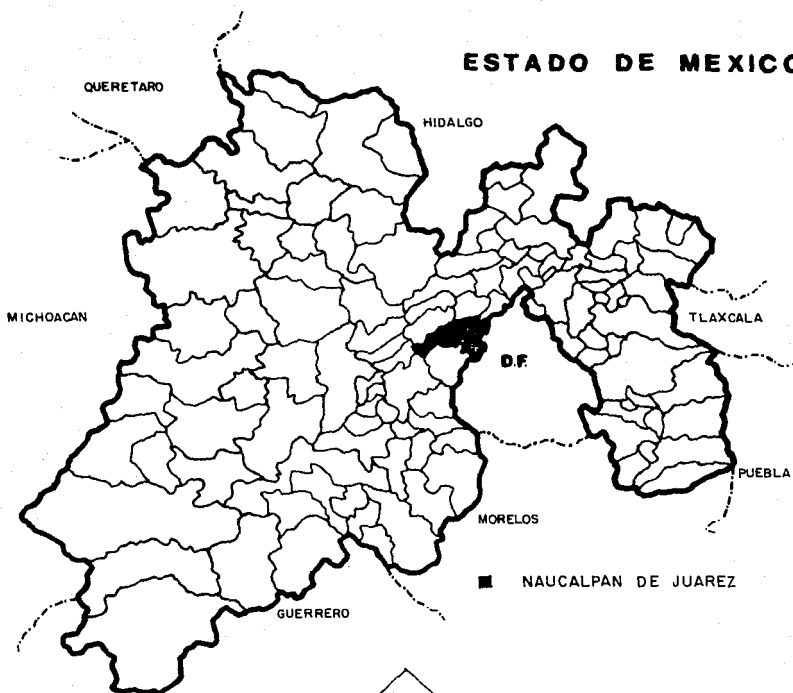 ESTADO DE MEXICO
QUERETARO
HIDALGO
MICHOACAN
TLAXCALA
D.F.
PUEBLA
MORELOS
NAUCALPAN DE JUAREZ
GUERRERO